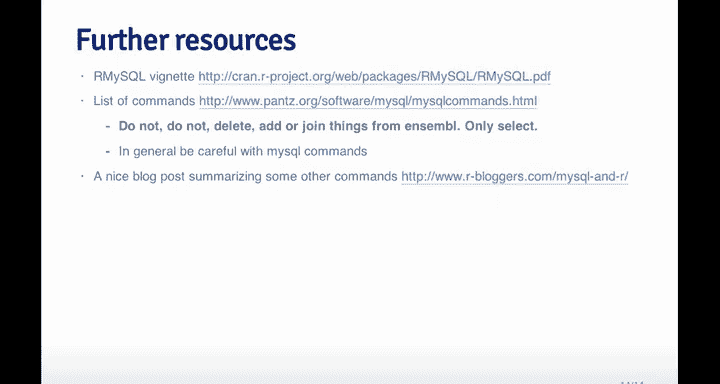 Further resources
· RMySQL vignette http://cran.r-project.org/web/packages/RMySQL/RMySQL.pdf
· List of commands http://www.pantz.org/software/mysql/mysqlcommands.html
- Do not, do not, delete, add or join things from ensembl. Only select.
- In general be careful with mysql commands
· A nice blog post summarizing some other commands http://www.r-bloggers.com/mysql-and-r/